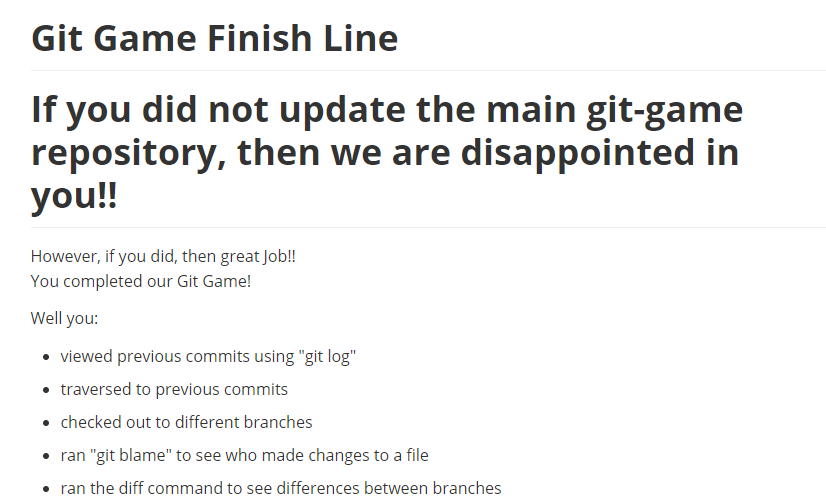 Git Game Finish Line
If you did not update the main git-game
repository, then we are disappointed in
you!!
However, if you did, then great Job!!
You completed our Git Game!
Well you:
• viewed previous commits using "git log"
• traversed to previous commits
• checked out to different branches
• ran "git blame" to see who made changes to a file
• ran the diff command to see differences between branches